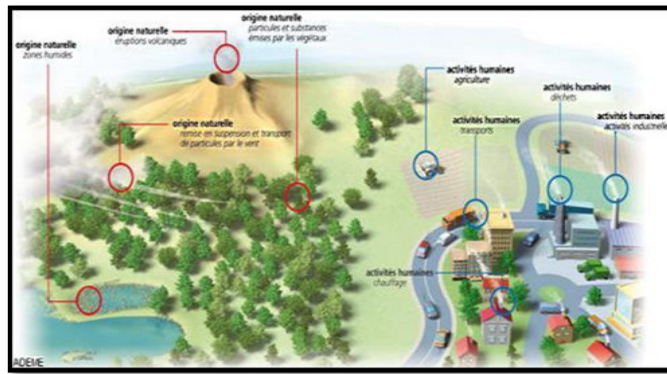 origine naturelle
zones humides
origine naturelle
éruptions volcaniques
origine naturelle
particules et substances
émises par les végétaux
origine naturelle
remise en suspension et transport
de particules par le vent
activités humaines
agriculture
activités humaines
transports
activités humaines
déchets
activités humaines
activités industrielle
activités humaines
chauffage
ADEME